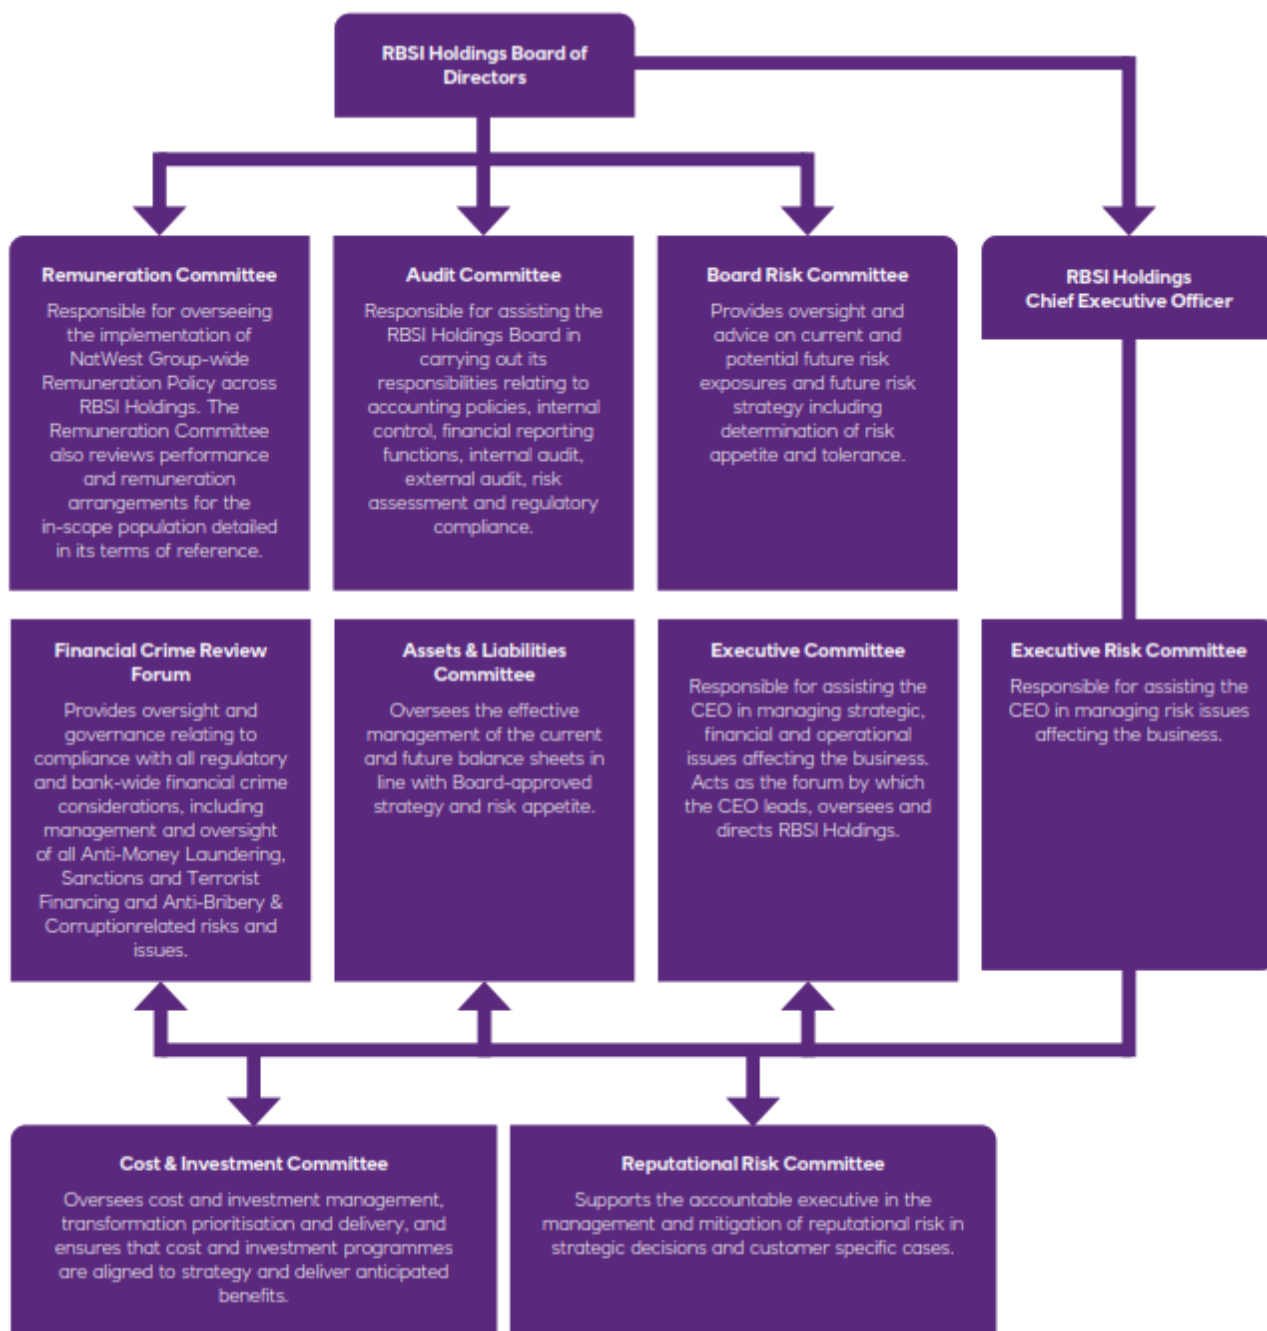 RBSI Holdings Board of
Directors
Remuneration Committee
Responsible for overseeing
the implementation of
NatWest Group-wide
Remuneration Policy across
RBSI Holdings. The
Remuneration Committee
also reviews performance
and remuneration
arrangements for the
in-scope population detailed
in its terms of reference.
Audit Committee
Responsible for assisting the
RBSI Holdings Board in
carrying out its
responsibilities relating to
accounting policies, internal
control, financial reporting
functions, internal audit,
external audit, risk
assessment and regulatory
compliance.
Board Risk Committee
Provides oversight and
advice on current and
potential future risk
exposures and future risk
strategy including
determination of risk
appetite and tolerance.
RBSI Holdings
Chief Executive Officer
Financial Crime Review
Forum
Provides oversight and
governance relating to
compliance with all regulatory
and bank-wide financial crime
considerations, including
management and oversight
of all Anti-Money Laundering,
Sanctions and Terrorist
Financing and Anti-Bribery &
Corruptionrelated risks and
issues.
Assets & Liabilities
Committee
Oversees the effective
management of the current
and future balance sheets in
line with Board-approved
strategy and risk appetite.
Executive Committee
Responsible for assisting the
CEO in managing strategic,
financial and operational
issues affecting the business.
Acts as the forum by which
the CEO leads, oversees and
directs RBSI Holdings.
Executive Risk Committee
Responsible for assisting the
CEO in managing risk issues
affecting the business.
Cost & Investment Committee
Oversees cost and investment management,
transformation prioritisation and delivery, and
ensures that cost and investment programmes
are aligned to strategy and deliver anticipated
benefits.
Reputational Risk Committee
Supports the accountable executive in the
management and mitigation of reputational risk in
strategic decisions and customer specific cases.